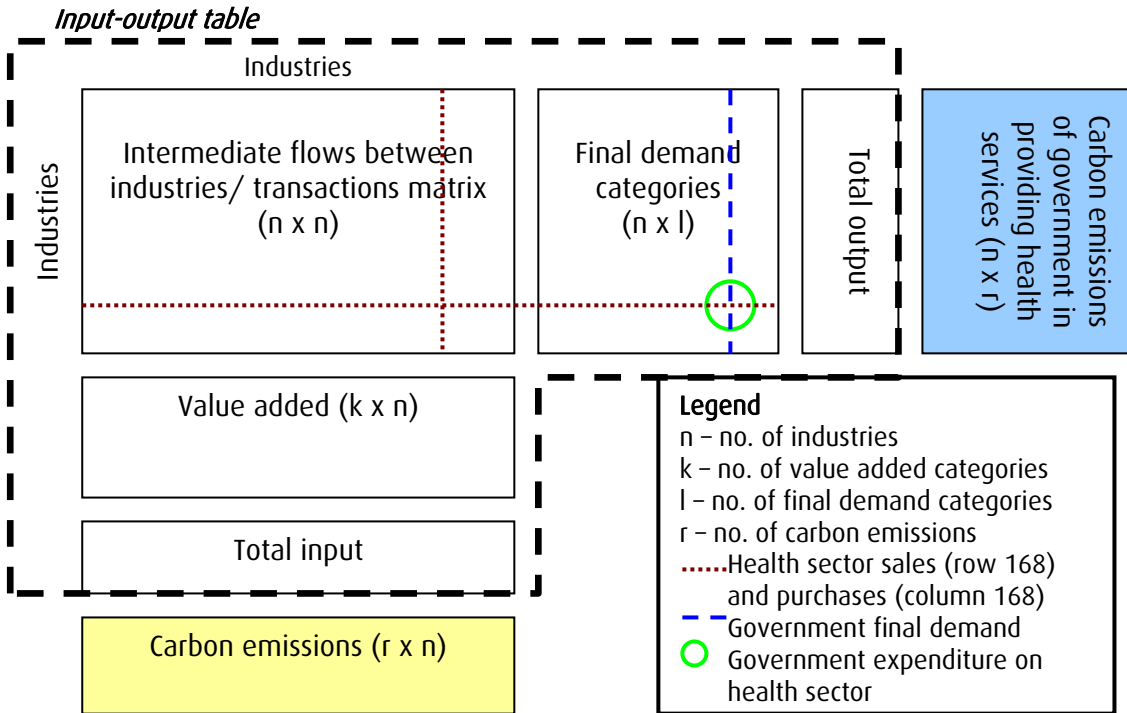 Input-output table
Industries
Industries
Intermediate flows between
industries/ transactions matrix
(n x n)
Final demand
categories
(n x l)
Total output
Carbon emissions
of government in
providing health
services (n x r)
Value added (k x n)
Total input
Carbon emissions (r x n)
Legend
n – no. of industries
k – no. of value added categories
l – no. of final demand categories
r – no. of carbon emissions
Health sector sales (row 168)
and purchases (column 168)
Government final demand
Government expenditure on
health sector